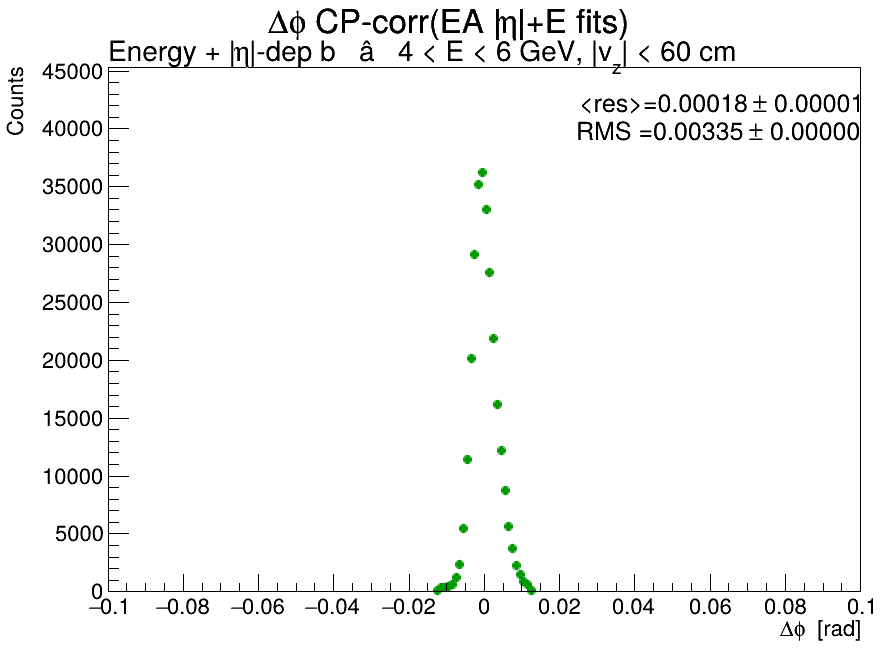 Δϕ CP-corr(EA |η|+E fits)
Energy + |η|-dep b â 4 < E < 6 GeV, |v_z| < 60 cm
<res>=0.00018 ± 0.00001
RMS =0.00335 ± 0.00000
Counts
45000
40000
35000
30000
25000
20000
15000
10000
5000
0
−0.1 −0.08 −0.06 −0.04 −0.02 0 0.02 0.04 0.06 0.08 0.1
Δϕ [rad]